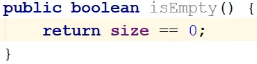 public boolean isEmpty() {
    return size == 0;
}